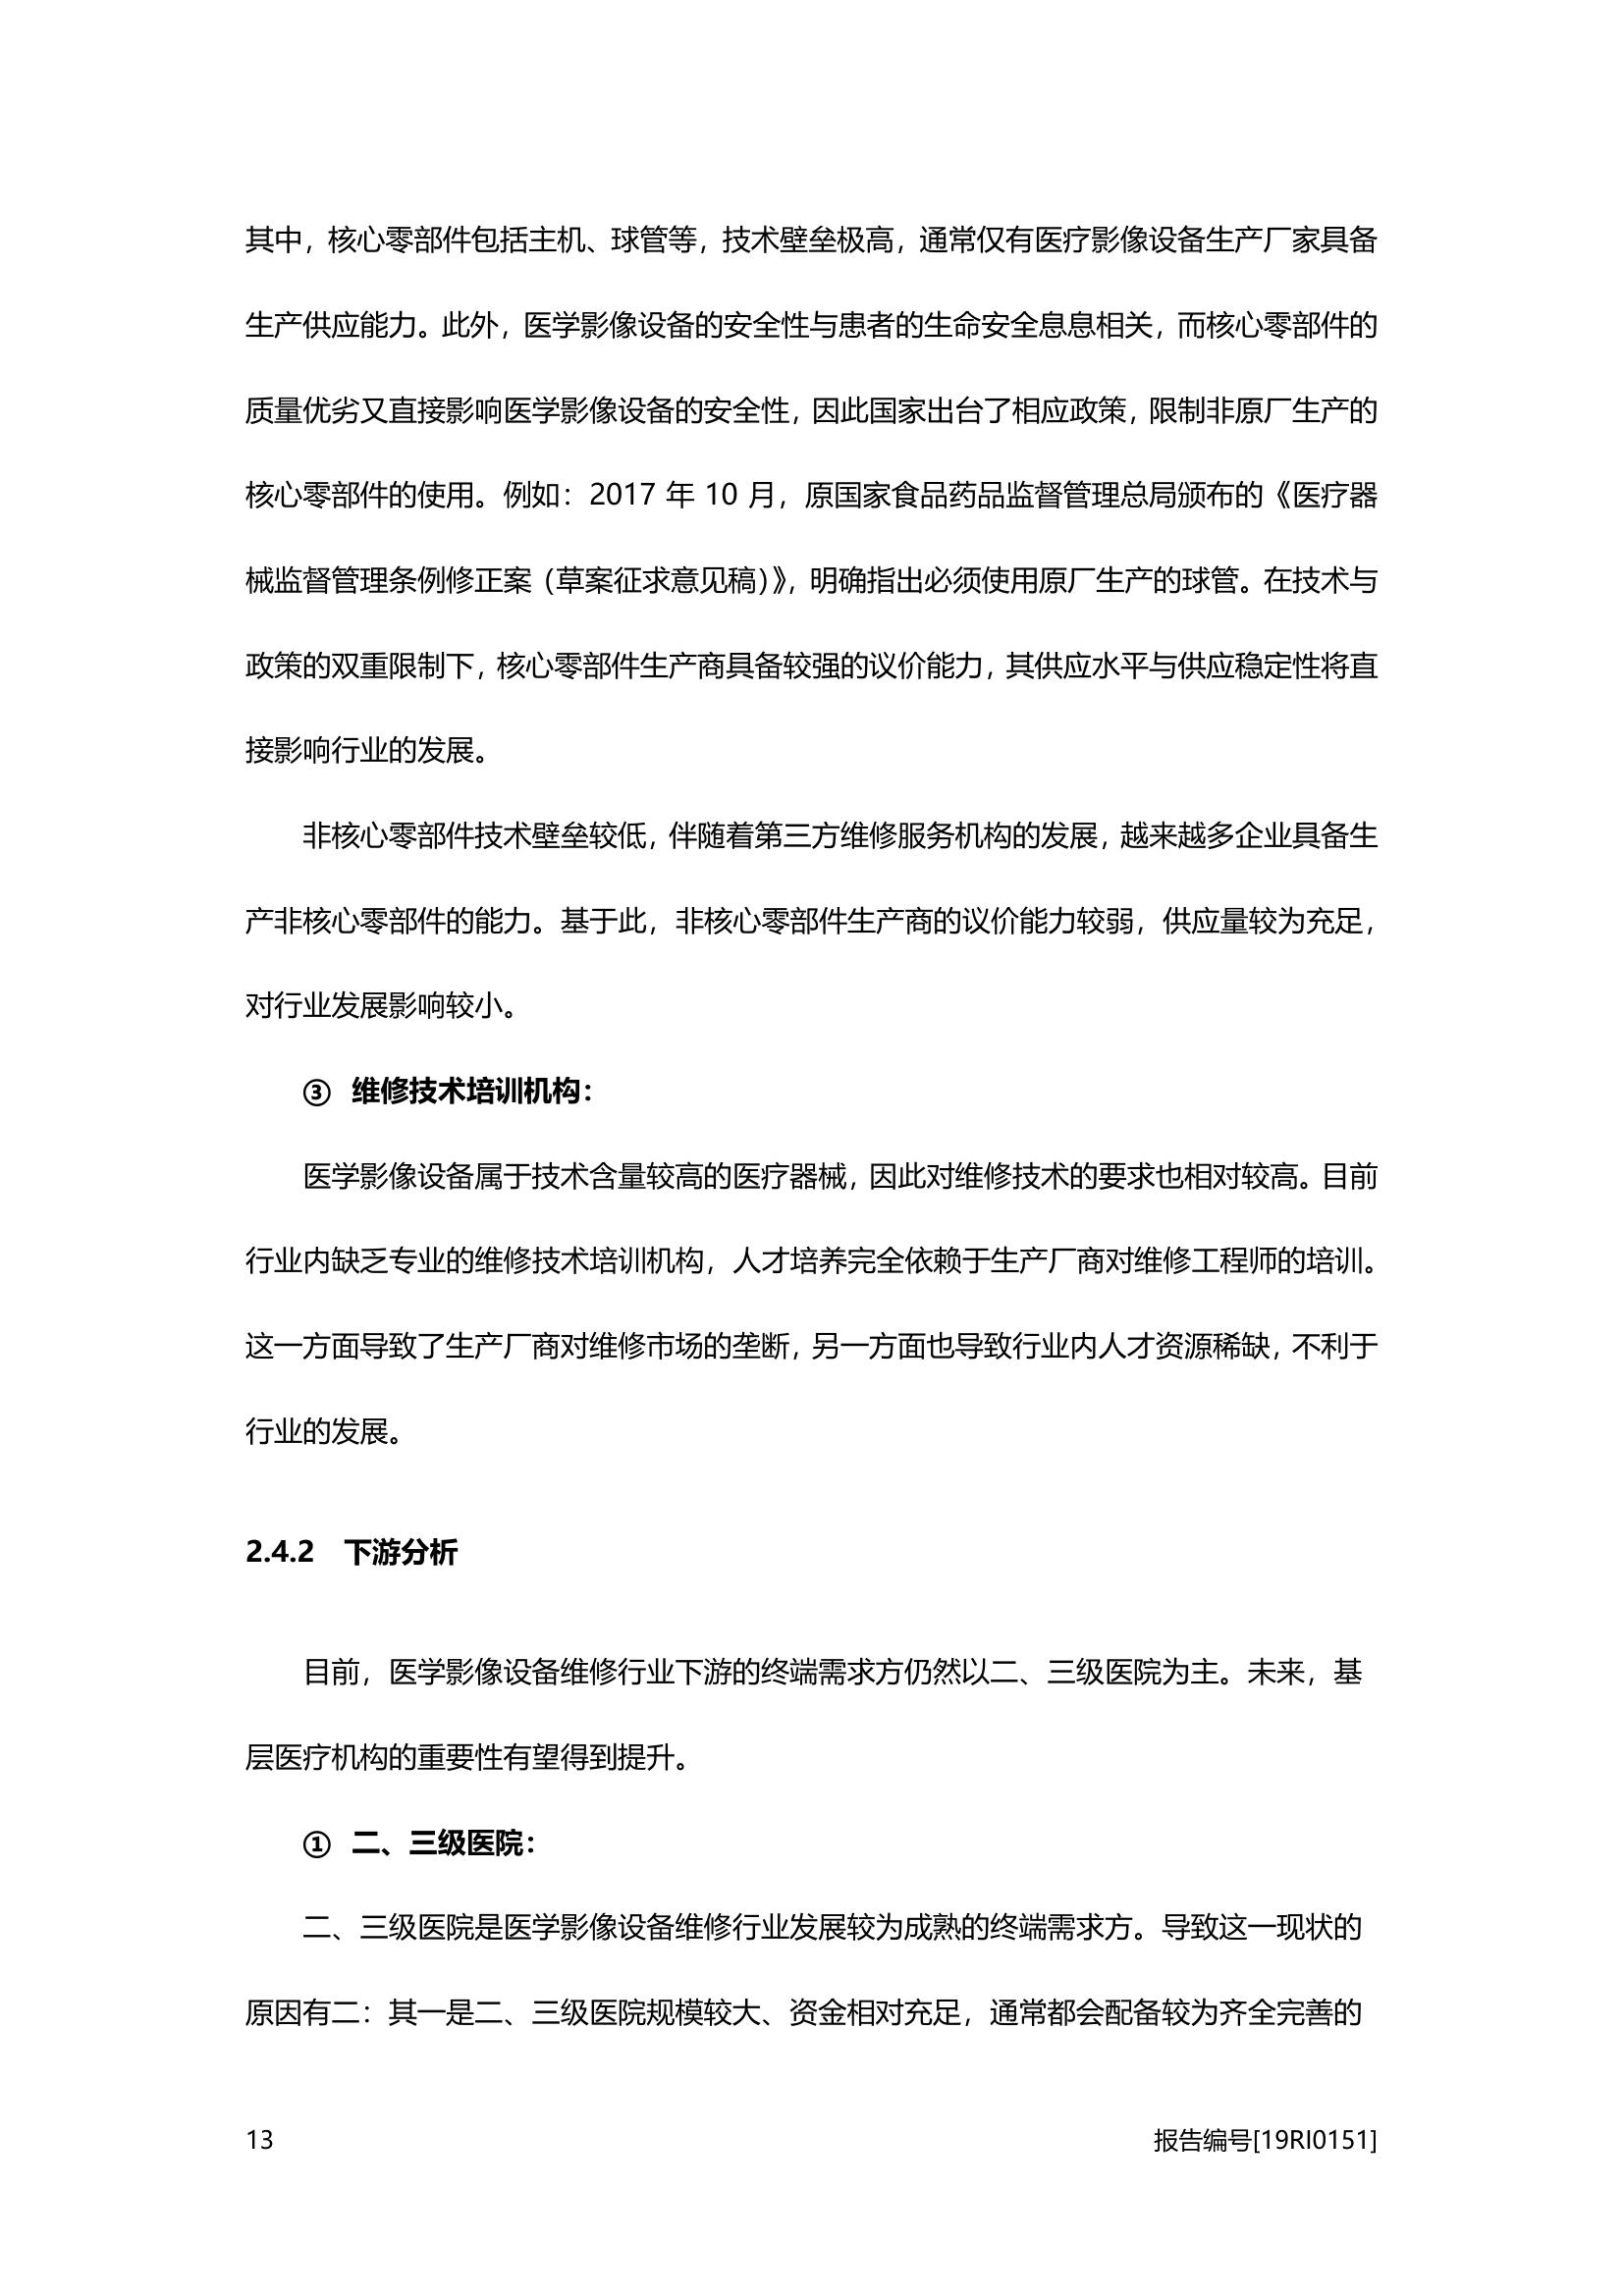 其中，核心零部件包括主机、球管等，技术壁垒极高，通常仅有医疗影像设备生产厂家具备
生产供应能力。此外，医学影像设备的安全性与患者的生命安全息息相关，而核心零部件的
质量优劣又直接影响医学影像设备的安全性，因此国家出台了相应政策，限制非原厂生产的
核心零部件的使用。例如：2017 年 10 月，原国家食品药品监督管理总局颁布的《医疗器
械监督管理条例修正案（草案征求意见稿）》，明确指出必须使用原厂生产的球管。在技术与
政策的双重限制下，核心零部件生产商具备较强的议价能力，其供应水平与供应稳定性将直
接影响行业的发展。
非核心零部件技术壁垒较低，伴随着第三方维修服务机构的发展，越来越多企业具备生
产非核心零部件的能力。基于此，非核心零部件生产商的议价能力较弱，供应量较为充足，
对行业发展影响较小。
③ 维修技术培训机构：
医学影像设备属于技术含量较高的医疗器械，因此对维修技术的要求也相对较高。目前
行业内缺乏专业的维修技术培训机构，人才培养完全依赖于生产厂商对维修工程师的培训。
这一方面导致了生产厂商对维修市场的垄断，另一方面也导致行业内人才资源稀缺，不利于
行业的发展。
2.4.2 下游分析
目前，医学影像设备维修行业下游的终端需求方仍然以二、三级医院为主。未来，基
层医疗机构的重要性有望得到提升。
① 二、三级医院：
二、三级医院是医学影像设备维修行业发展较为成熟的终端需求方。导致这一现状的
原因有二：其一是二、三级医院规模较大、资金相对充足，通常都会配备较为齐全完善的
13 报告编号[19RI0151]